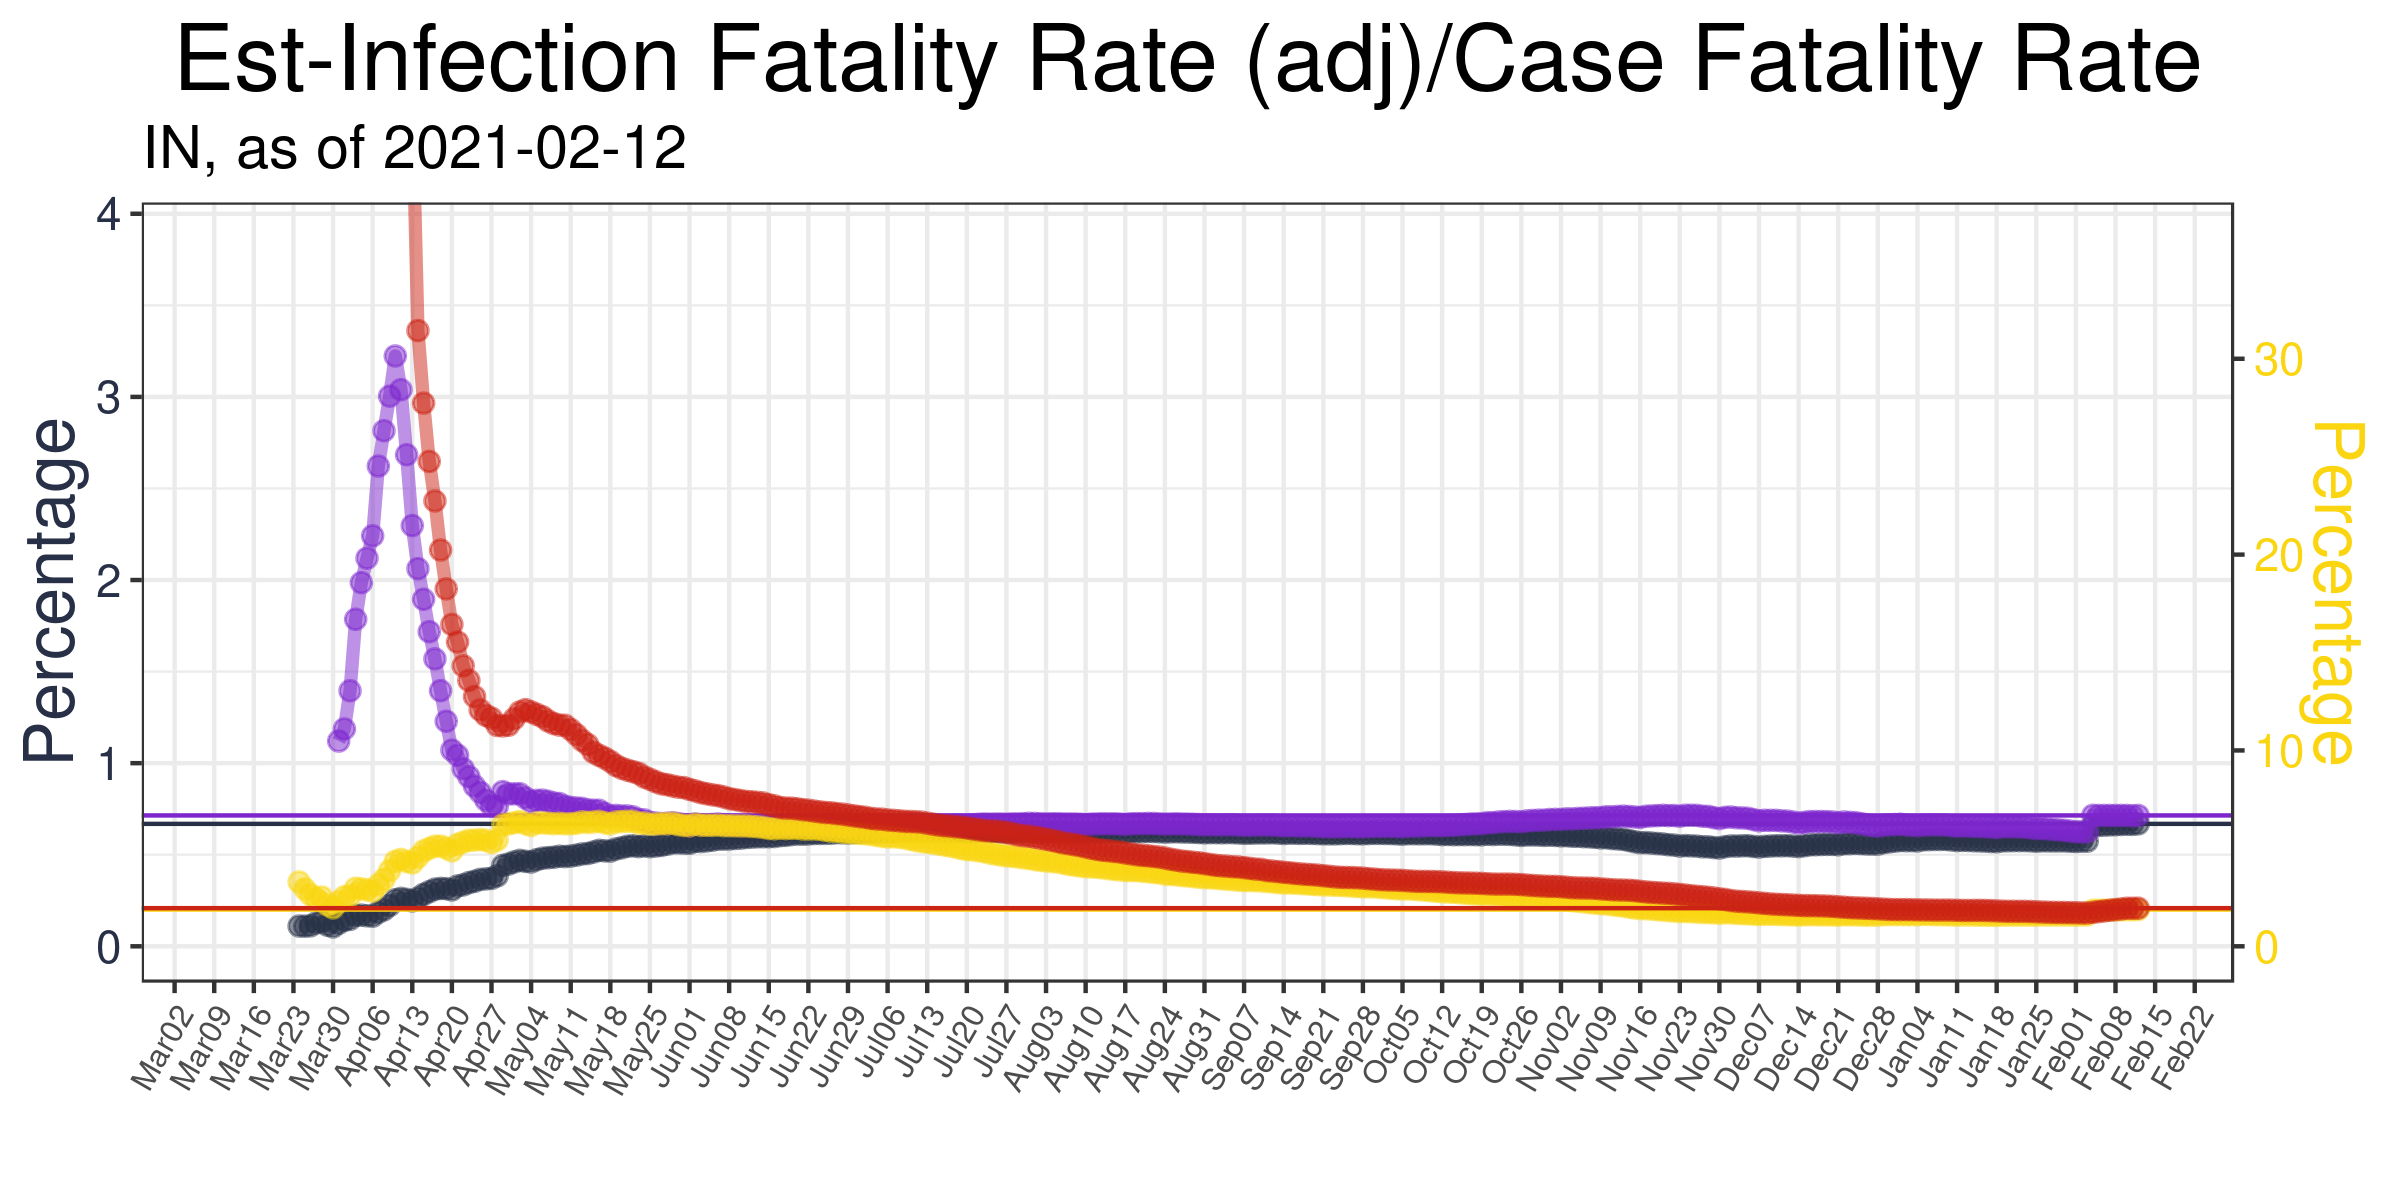 Est-Infection Fatality Rate (adj)/Case Fatality Rate
IN, as of 2021-02-12
Percentage
4
3
2
1
0
30
20
10
0
Percentage
Mar02
Mar09
Mar16
Mar23
Mar30
Apr06
Apr13
Apr20
Apr27
May04
May11
May18
May25
Jun01
Jun08
Jun15
Jun22
Jun29
Jul06
Jul13
Jul20
Jul27
Aug03
Aug10
Aug17
Aug24
Aug31
Sep07
Sep14
Sep21
Sep28
Oct05
Oct12
Oct19
Oct26
Nov02
Nov09
Nov16
Nov23
Nov30
Dec07
Dec14
Dec21
Dec28
Jan04
Jan11
Jan18
Jan25
Feb01
Feb08
Feb15
Feb22